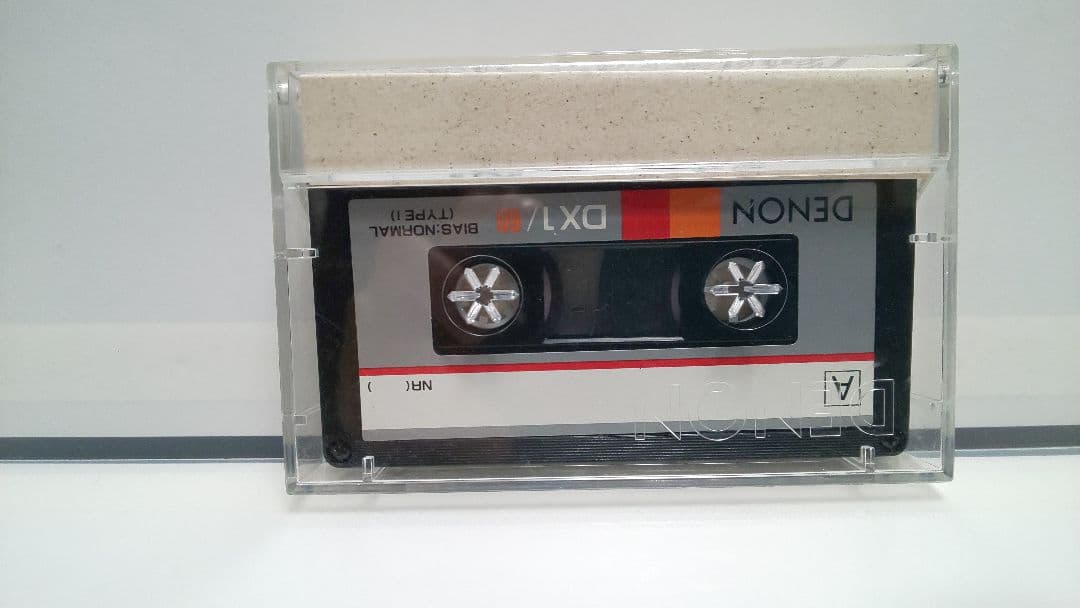 DENON
A NR( )
DENON DX1/ BIAS:NORMAL
(TYPE I)